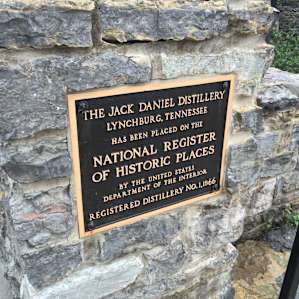 THE JACK DANIEL DISTILLERY
LYNCHBURG, TENNESSEE
HAS BEEN PLACED ON THE
NATIONAL REGISTER
OF HISTORIC PLACES
BY THE UNITED STATES
DEPARTMENT OF THE INTERIOR
REGISTERED DISTILLERY NO. 1, 1866